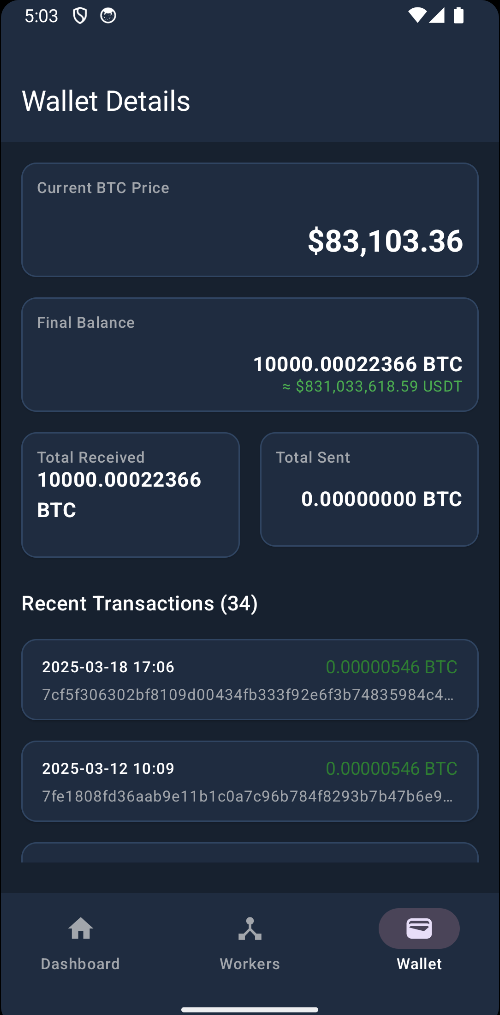 5:03
Wallet Details
Current BTC Price
$83,103.36
Final Balance
10000.00022366 BTC
≈ $831,033,618.59 USDT
Total Received
10000.00022366
BTC
Total Sent
0.00000000 BTC
Recent Transactions (34)
2025-03-18 17:06
0.00000546 BTC
7cf5f306302bf8109d00434fb333f92e6f3b74835984c4...
2025-03-12 10:09
0.00000546 BTC
7fe1808fd36aab9e11b1c0a7c96b784f8293b7b47b6e9...
Dashboard
Workers
Wallet